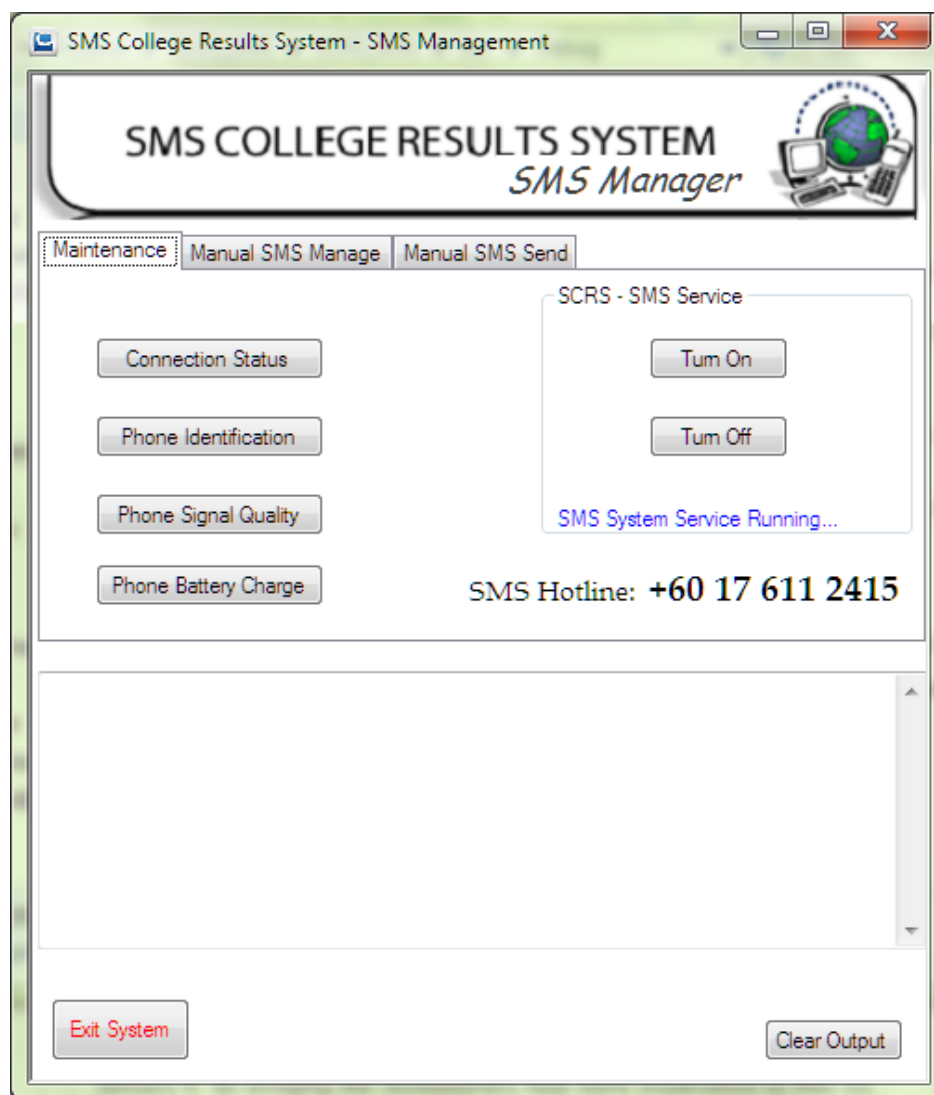 SMS College Results System - SMS Management
SMS COLLEGE RESULTS SYSTEM
SMS Manager
Maintenance Manual SMS Manage Manual SMS Send
SCRS - SMS Service
Connection Status Turn On
Phone Identification Turn Off
Phone Signal Quality SMS System Service Running...
Phone Battery Charge SMS Hotline: +60 17 611 2415
Exit System
Clear Output